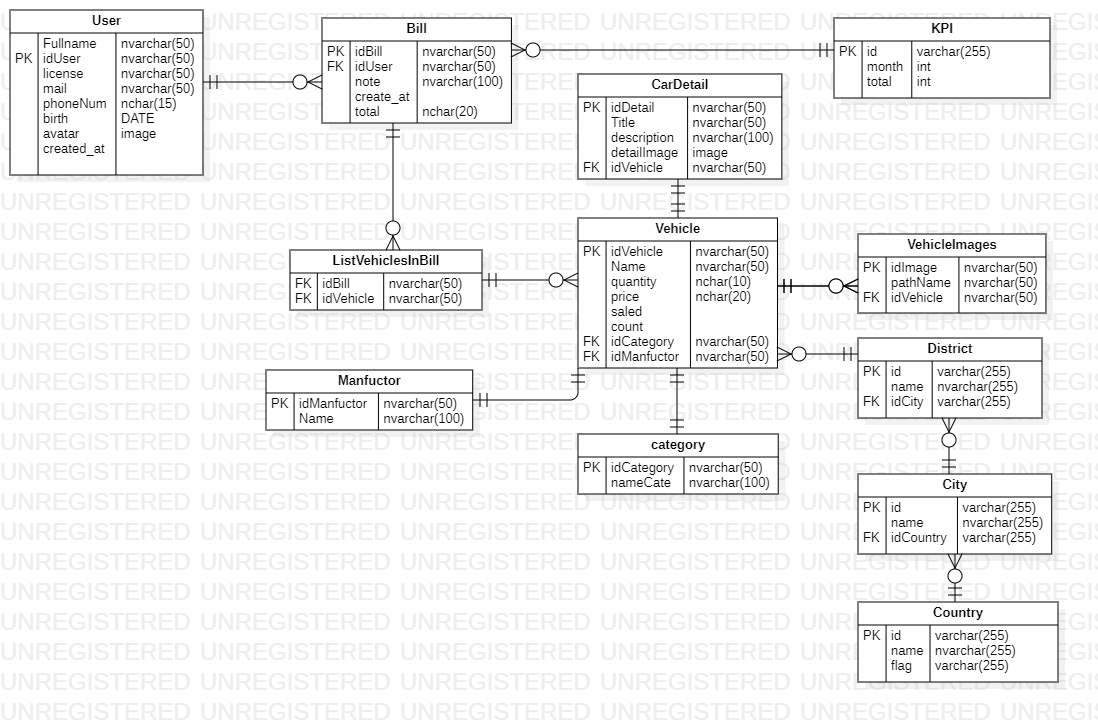 User
Fullname nvarchar(50)
PK idUser nvarchar(50)
license nvarchar(50)
mail nvarchar(50)
phoneNum nchar(15)
birth DATE
avatar image
created_at
Bill
PK idBill nvarchar(50)
FK idUser nvarchar(50)
note nvarchar(100)
create_at
total nchar(20)
KPI
PK id varchar(255)
month int
total int
CarDetail
PK idDetail nvarchar(50)
Title nvarchar(50)
description nvarchar(100)
detailImage image
FK idVehicle nvarchar(50)
Vehicle
PK idVehicle nvarchar(50)
Name nvarchar(50)
quantity nchar(10)
price nchar(20)
saled
count
FK idCategory nvarchar(50)
FK idManfuctor nvarchar(50)
VehicleImages
PK idImage nvarchar(50)
pathName nvarchar(50)
FK idVehicle nvarchar(50)
ListVehiclesInBill
FK idBill nvarchar(50)
FK idVehicle nvarchar(50)
District
PK id varchar(255)
name nvarchar(255)
FK idCity varchar(255)
Manfuctor
PK idManfuctor nvarchar(50)
Name nvarchar(100)
category
PK idCategory nvarchar(50)
nameCate nvarchar(100)
City
PK id varchar(255)
name nvarchar(255)
FK idCountry varchar(255)
Country
PK id varchar(255)
name nvarchar(255)
flag varchar(255)
UNREGISTERED